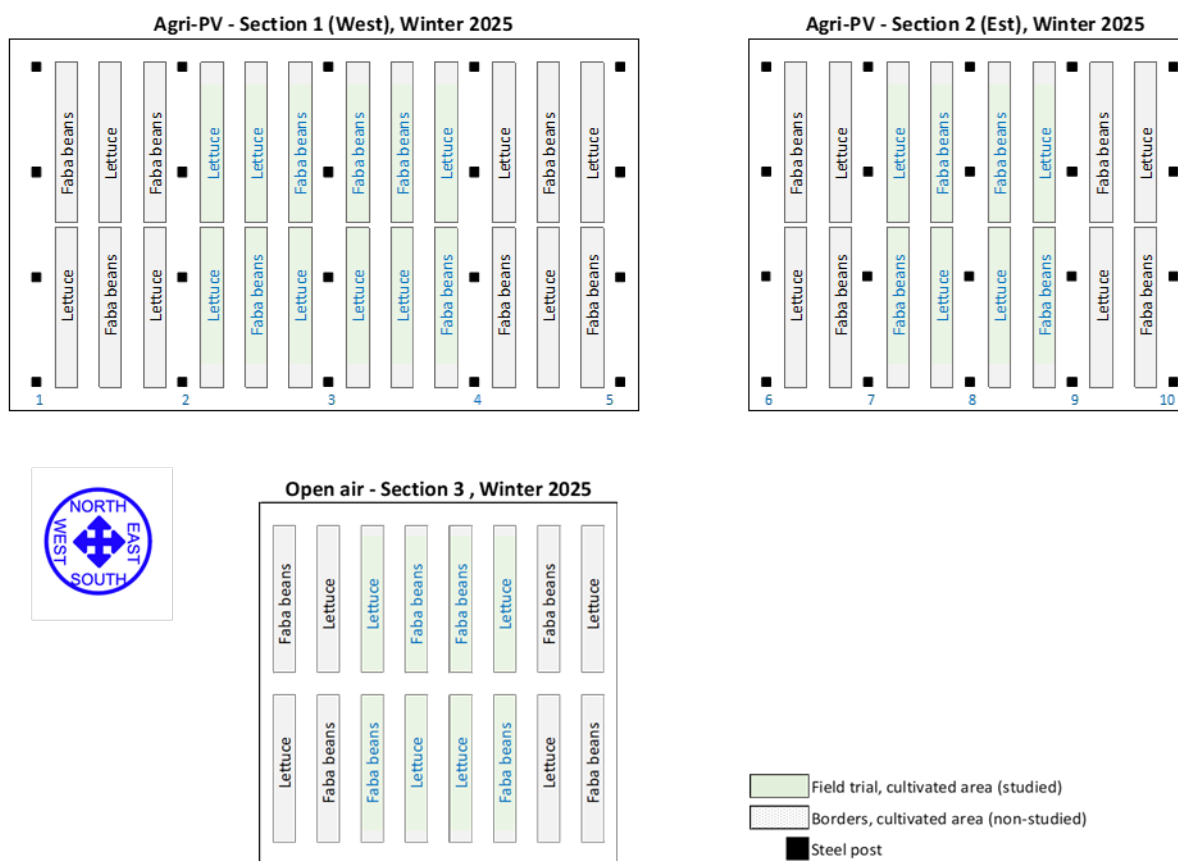 Agri-PV - Section 1 (West), Winter 2025
Faba beans
Lettuce
Faba beans
Lettuce
Lettuce
Faba beans
Faba beans
Faba beans
Lettuce
Lettuce
Faba beans
Lettuce
Lettuce
Faba beans
Lettuce
Lettuce
Faba beans
Lettuce
Lettuce
Lettuce
Faba beans
Faba beans
Lettuce
Faba beans
1
2
3
4
5
Agri-PV - Section 2 (Est), Winter 2025
Faba beans
Lettuce
Lettuce
Faba beans
Faba beans
Lettuce
Faba beans
Lettuce
Lettuce
Faba beans
Faba beans
Lettuce
Lettuce
Faba beans
Lettuce
Faba beans
6
7
8
9
10
NORTH
WEST
EAST
SOUTH
Open air - Section 3 , Winter 2025
Faba beans
Lettuce
Lettuce
Faba beans
Faba beans
Lettuce
Faba beans
Lettuce
Lettuce
Faba beans
Faba beans
Lettuce
Lettuce
Faba beans
Lettuce
Faba beans
Field trial, cultivated area (studied)
Borders, cultivated area (non-studied)
Steel post